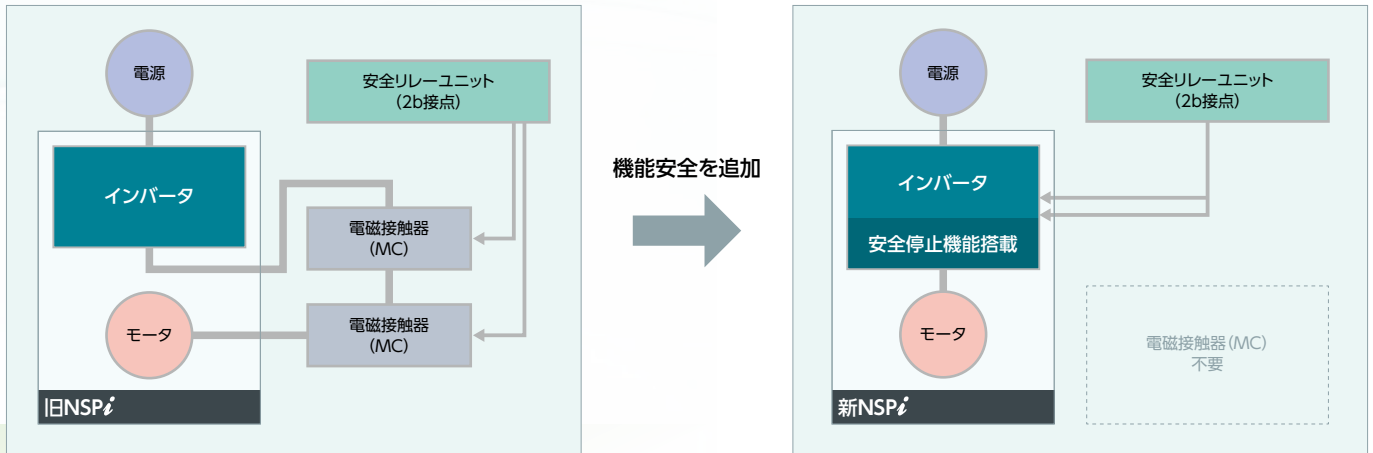 電源
安全リレーユニット
(2b接点)
インバータ
電磁接触器
(MC)
電磁接触器
(MC)
モータ
旧NSPi
機能安全を追加
電源
安全リレーユニット
(2b接点)
インバータ
安全停止機能搭載
モータ
電磁接触器(MC)
不要
新NSPi